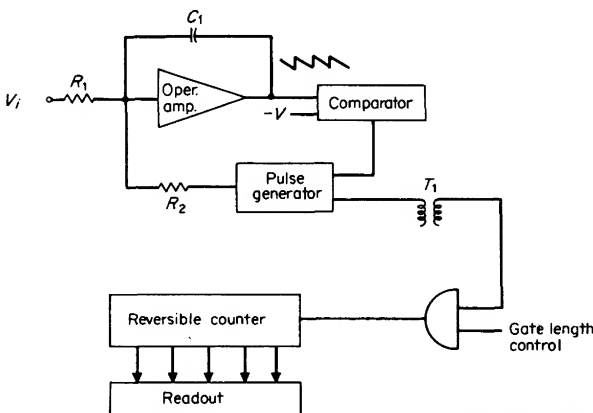 C1
R1
Vi
Oper.
amp.
-V
Comparator
Pulse
generator
R2
T1
Reversible counter
Gate length
control
Readout